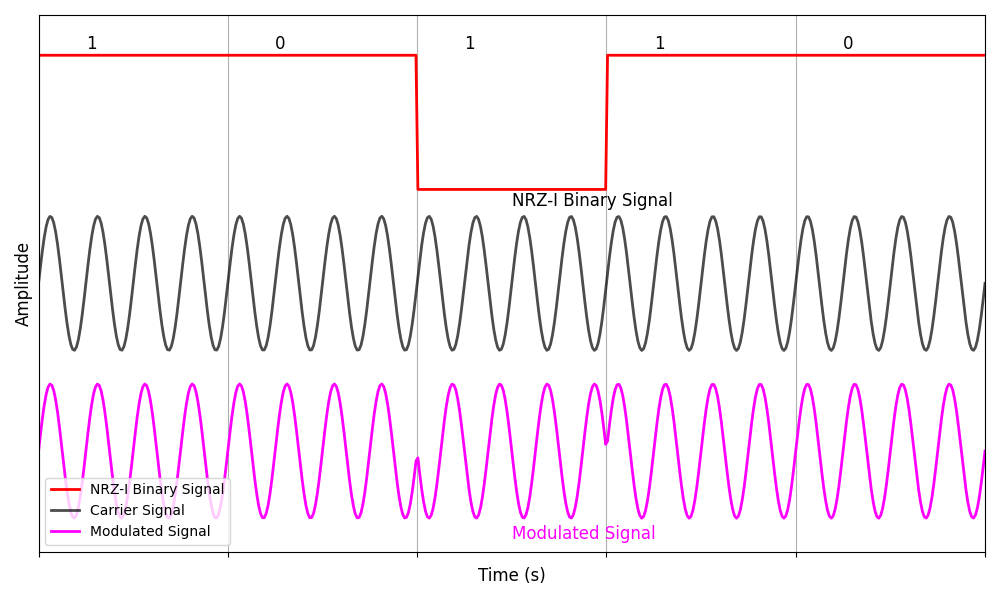 1 0 1 1 0
NRZ-I Binary Signal
Amplitude
NRZ-I Binary Signal
Carrier Signal
Modulated Signal
Modulated Signal
Time (s)